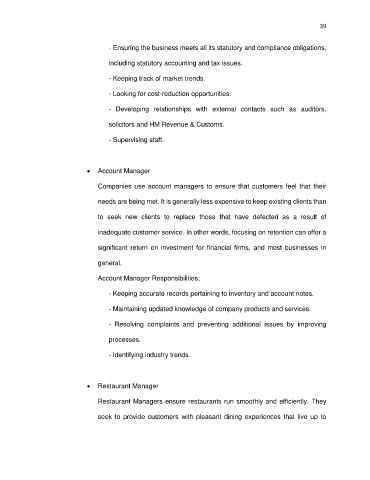 39
- Ensuring the business meets all its statutory and compliance obligations,
including statutory accounting and tax issues.
- Keeping track of market trends.
- Looking for cost-reduction opportunities.
- Developing relationships with external contacts such as auditors,
solicitors and HM Revenue & Customs.
- Supervising staff.
• Account Manager
Companies use account managers to ensure that customers feel that their
needs are being met. It is generally less expensive to keep existing clients than
to seek new clients to replace those that have defected as a result of
inadequate customer service. In other words, focusing on retention can offer a
significant return on investment for financial firms, and most businesses in
general.
Account Manager Responsibilities;
- Keeping accurate records pertaining to inventory and account notes.
- Maintaining updated knowledge of company products and services.
- Resolving complaints and preventing additional issues by improving
processes.
- Identifying industry trends.
• Restaurant Manager
Restaurant Managers ensure restaurants run smoothly and efficiently. They
seek to provide customers with pleasant dining experiences that live up to